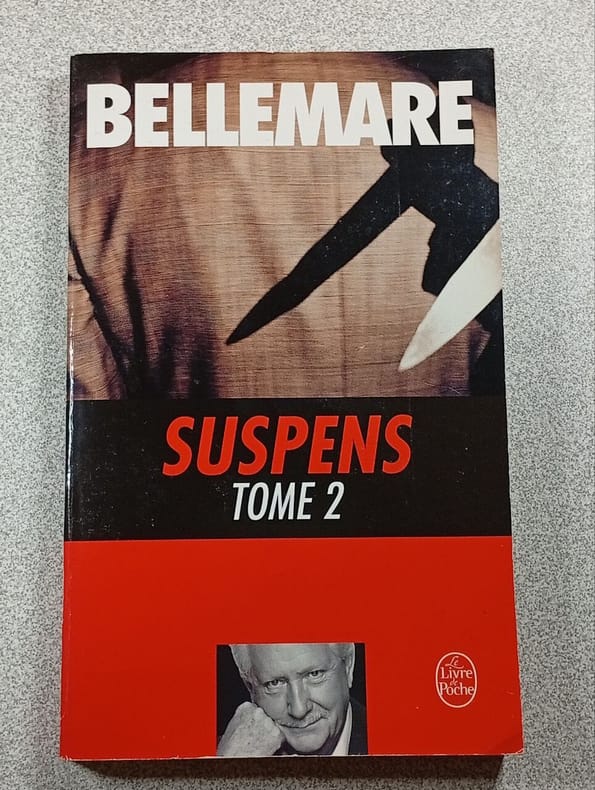 BELLEMARE
SUSPENS
TOME 2
Le
Livre
de
Poche